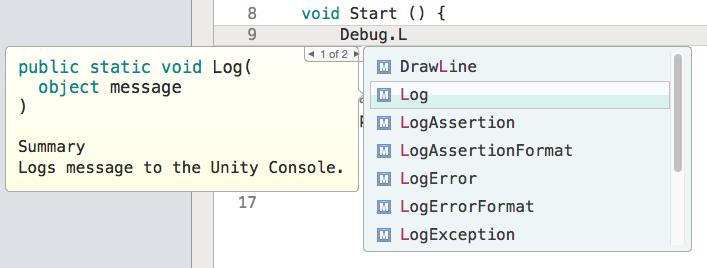 8 void Start () {
9 Debug.L
1 of 2
public static void Log(
object message
)
Summary
Logs message to the Unity Console.
DrawLine
Log
LogAssertion
LogAssertionFormat
LogError
LogErrorFormat
LogException
17